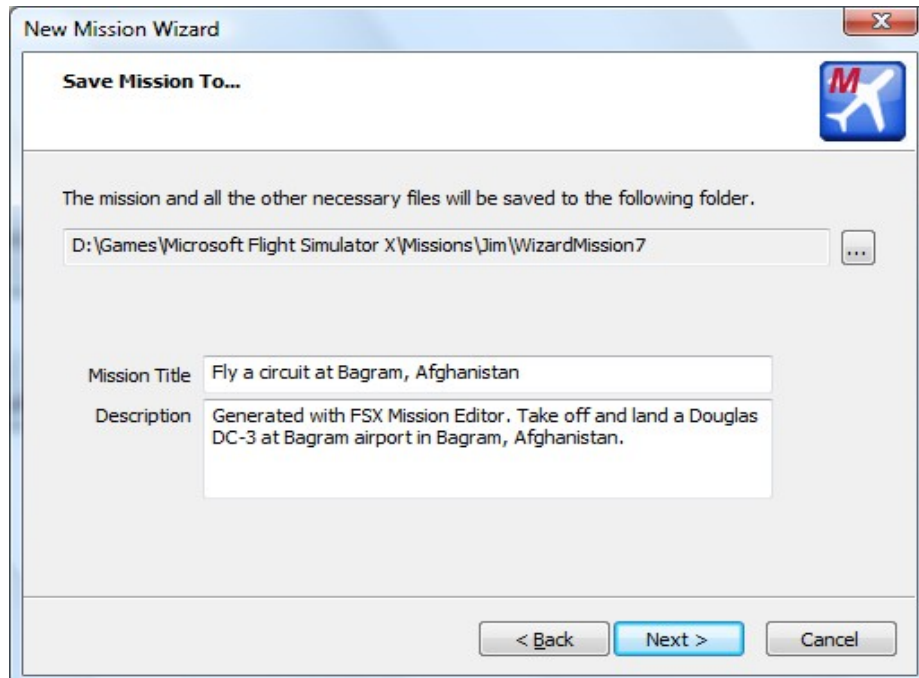 New Mission Wizard
Save Mission To...
M
The mission and all the other necessary files will be saved to the following folder.
D:\Games\Microsoft Flight Simulator X\Missions\Jim\WizardMission7
...
Mission Title
Fly a circuit at Bagram, Afghanistan
Description
Generated with FSX Mission Editor. Take off and land a Douglas
DC-3 at Bagram airport in Bagram, Afghanistan.
< Back
Next >
Cancel